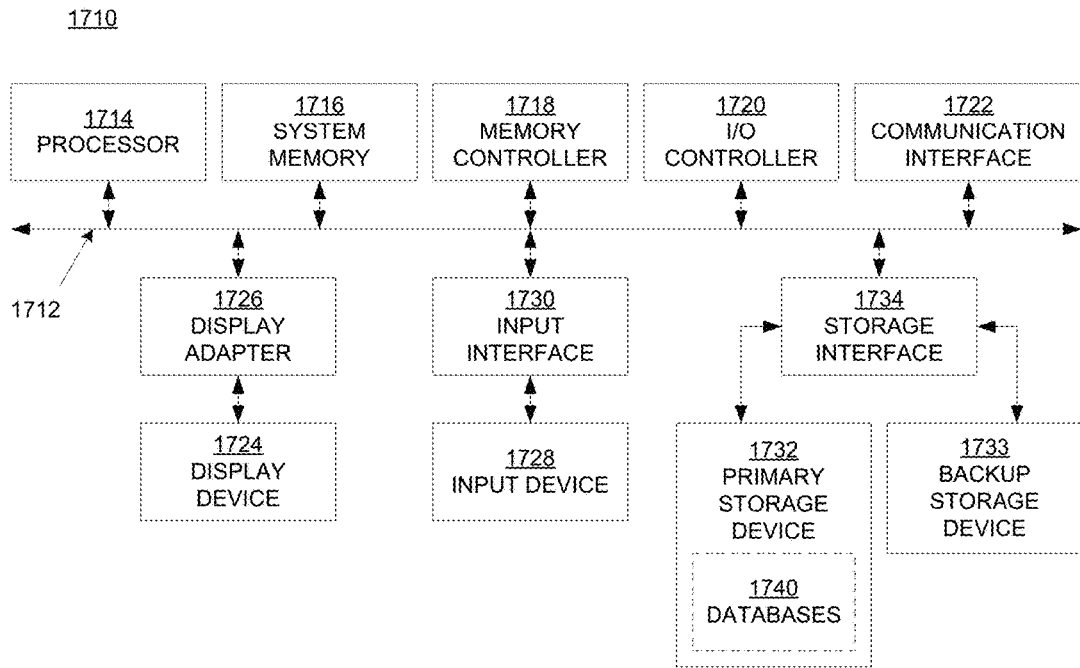 1710
1714
PROCESSOR
1716
SYSTEM
MEMORY
1718
MEMORY
CONTROLLER
1720
I/O
CONTROLLER
1722
COMMUNICATION
INTERFACE
1712
1726
DISPLAY
ADAPTER
1730
INPUT
INTERFACE
1734
STORAGE
INTERFACE
1724
DISPLAY
DEVICE
1728
INPUT DEVICE
1732
PRIMARY
STORAGE
DEVICE
1733
BACKUP
STORAGE
DEVICE
1740
DATABASES